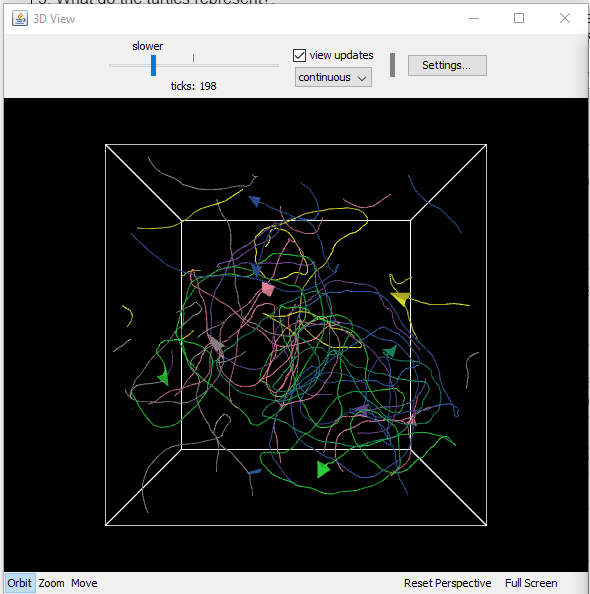 5. What do the turtles represent?.
3D View
slower
view updates
continuous
Settings...
ticks: 198
Orbit Zoom Move Reset Perspective Full Screen